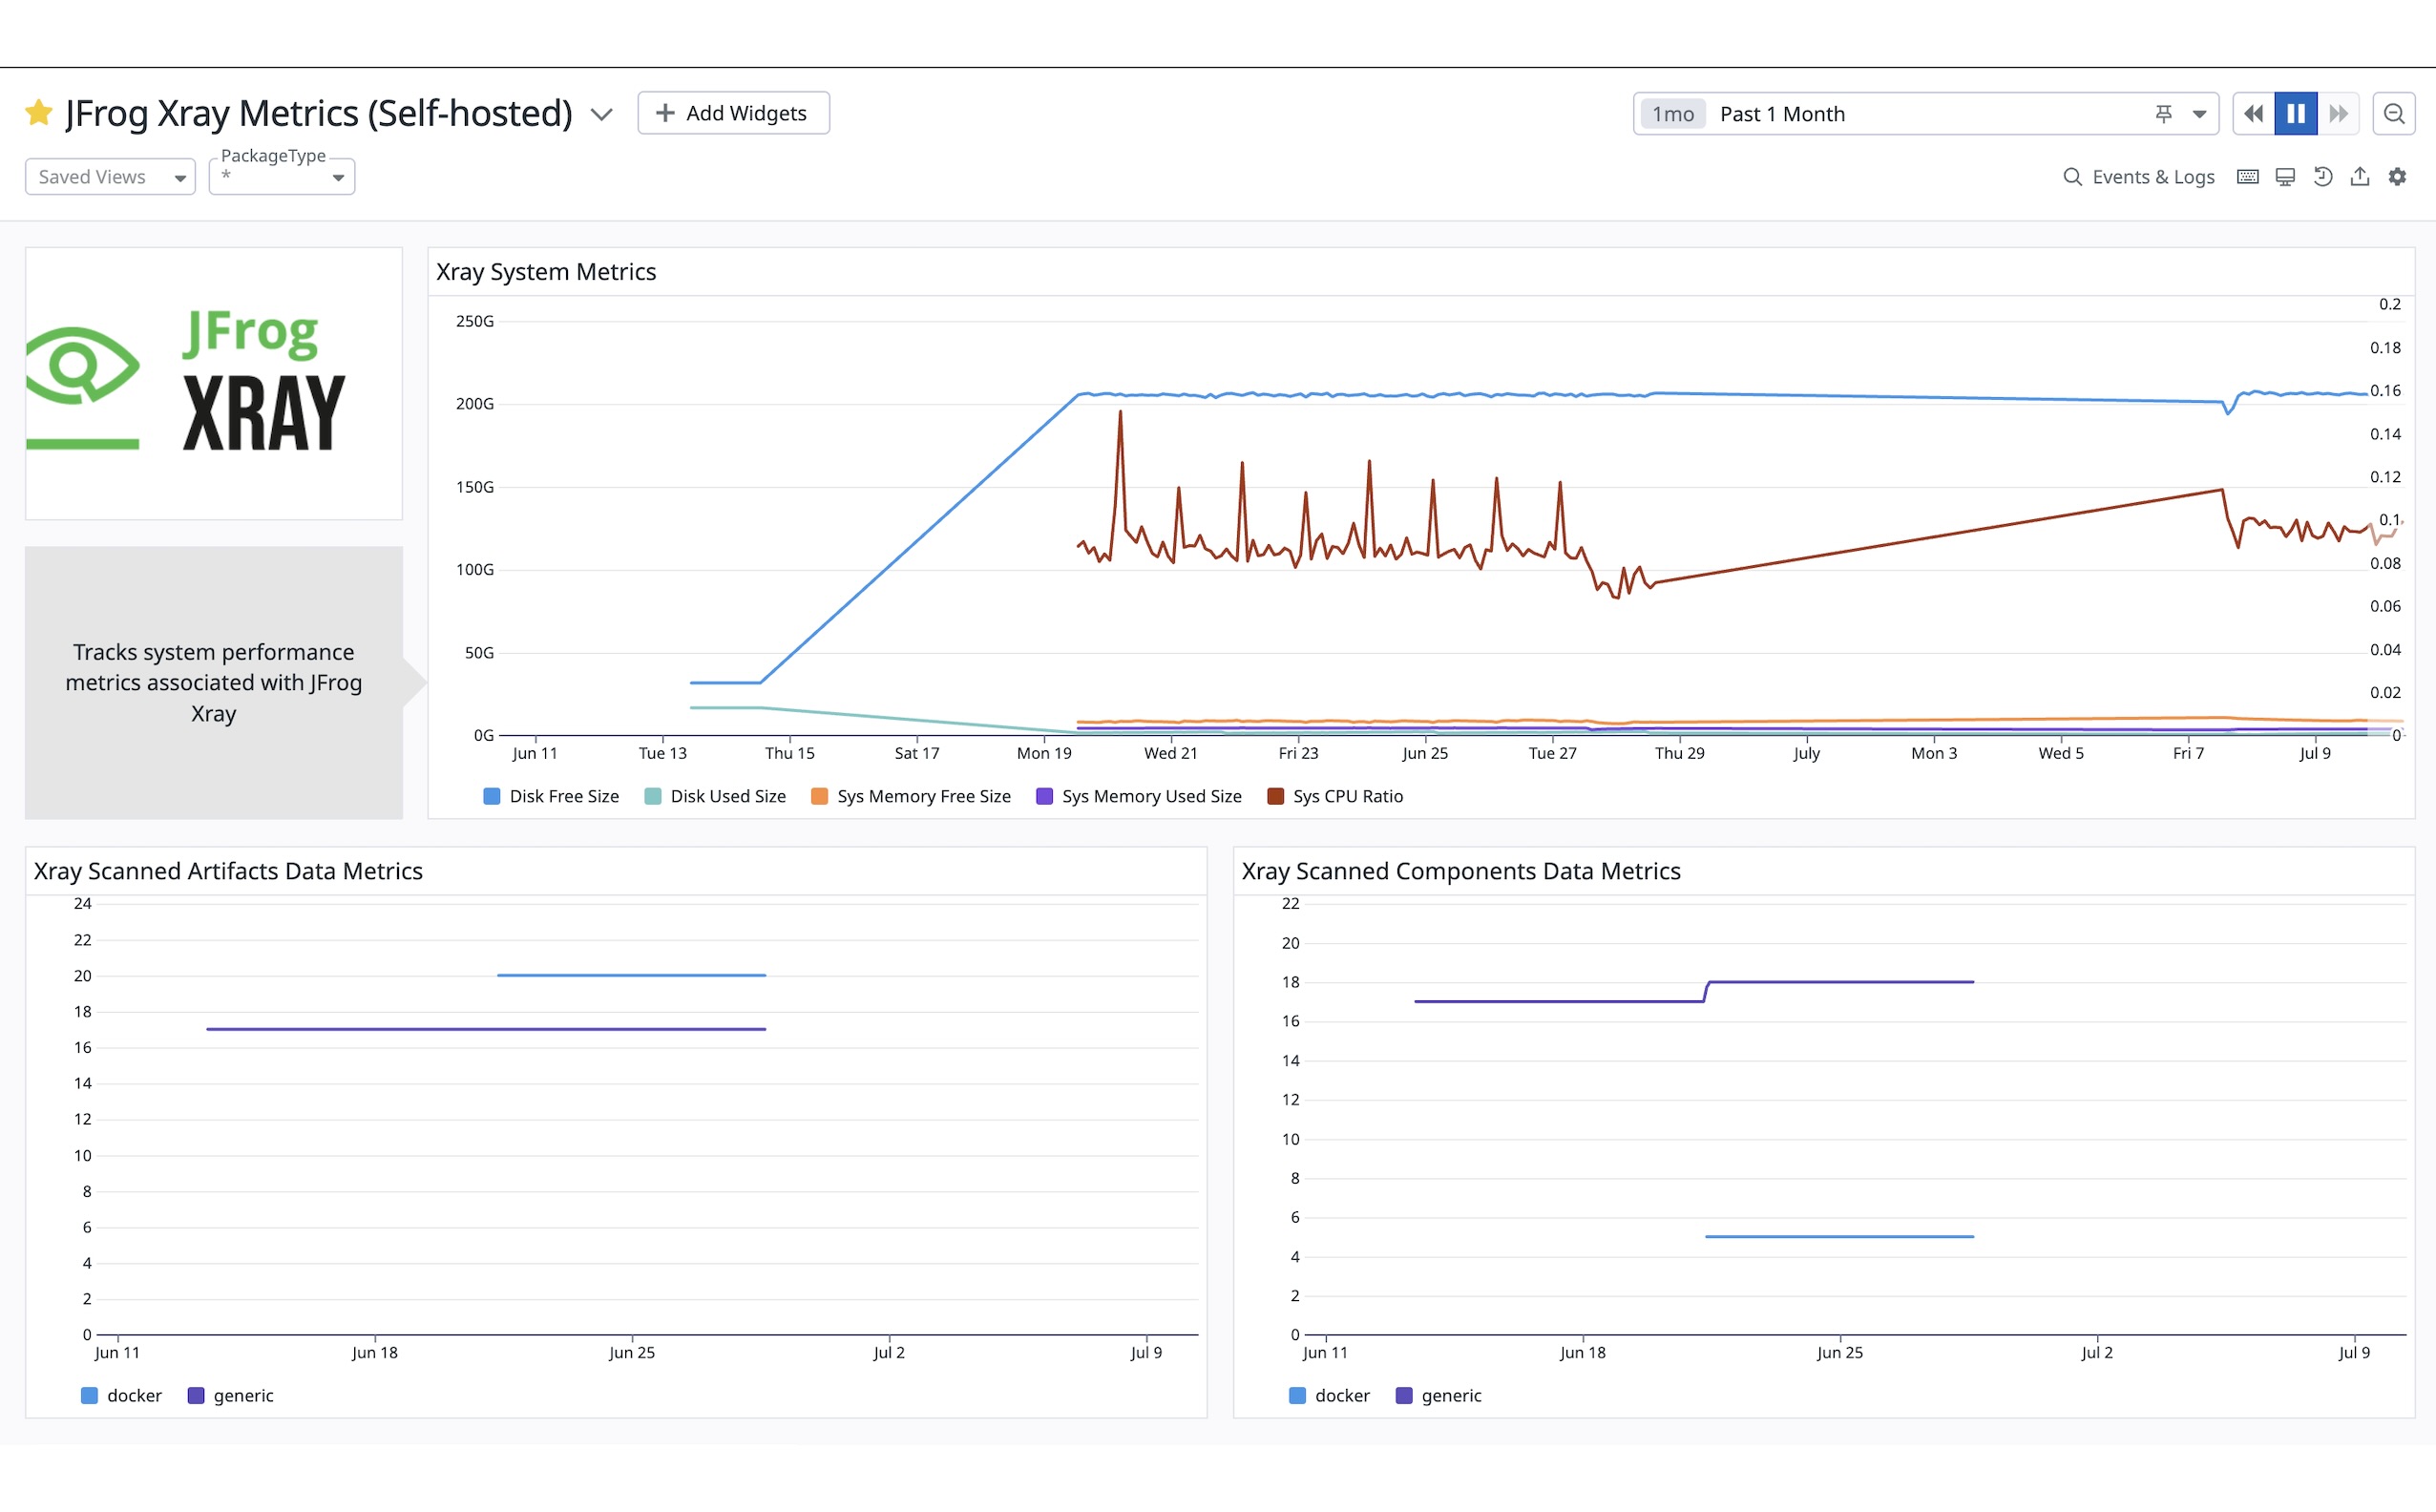 JFrog Xray Metrics (Self-hosted)
Add Widgets
1mo Past 1 Month
Saved Views
PackageType
*
Events & Logs
JFrog
XRAY
Tracks system performance
metrics associated with JFrog
Xray
Xray System Metrics
250G
200G
150G
100G
50G
0G
0.2
0.18
0.16
0.14
0.12
0.1
0.08
0.06
0.04
0.02
0
Jun 11 Tue 13 Thu 15 Sat 17 Mon 19 Wed 21 Fri 23 Jun 25 Tue 27 Thu 29 July Mon 3 Wed 5 Fri 7 Jul 9
Disk Free Size Disk Used Size Sys Memory Free Size Sys Memory Used Size Sys CPU Ratio
Xray Scanned Artifacts Data Metrics
24
22
20
18
16
14
12
10
8
6
4
2
0
Jun 11 Jun 18 Jun 25 Jul 2 Jul 9
docker generic
Xray Scanned Components Data Metrics
22
20
18
16
14
12
10
8
6
4
2
0
Jun 11 Jun 18 Jun 25 Jul 2 Jul 9
docker generic